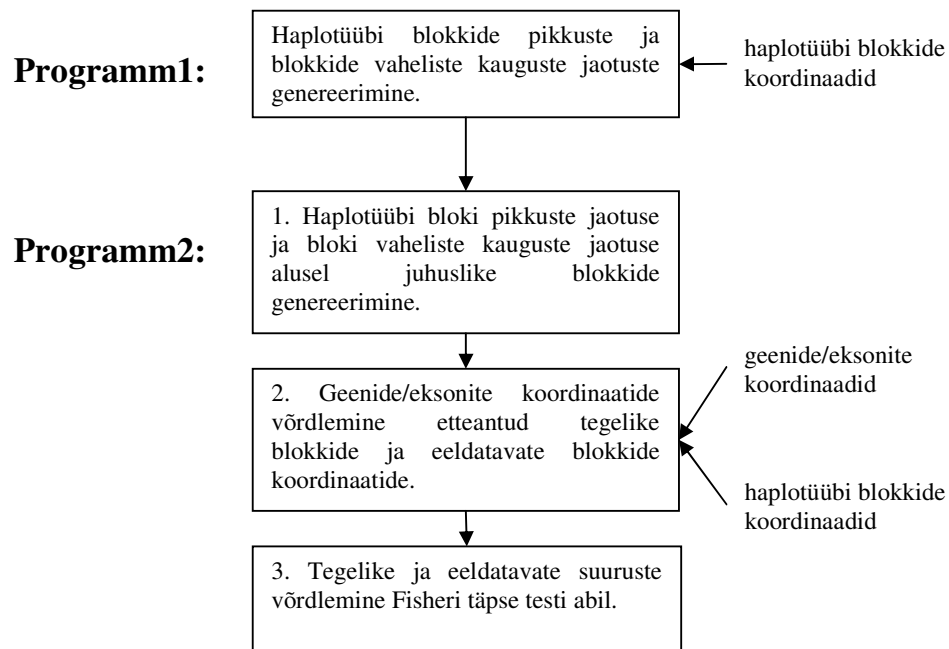 Programm1:
Haplotüübi blokkide pikkuste ja
blokkide vaheliste kauguste jaotuste
genereerimine.
haplotüübi blokkide
koordinaadid
Programm2:
1. Haplotüübi bloki pikkuste jaotuse
ja bloki vaheliste kauguste jaotuse
alusel juhuslike blokkide
genereerimine.
2. Geenide/eksonite koordinaatide
võrdlemine etteantud tegelike
blokkide ja eeldatavate blokkide
koordinaatide.
geenide/eksonite
koordinaadid
haplotüübi blokkide
koordinaadid
3. Tegelike ja eeldatavate suuruste
võrdlemine Fisheri täpse testi abil.